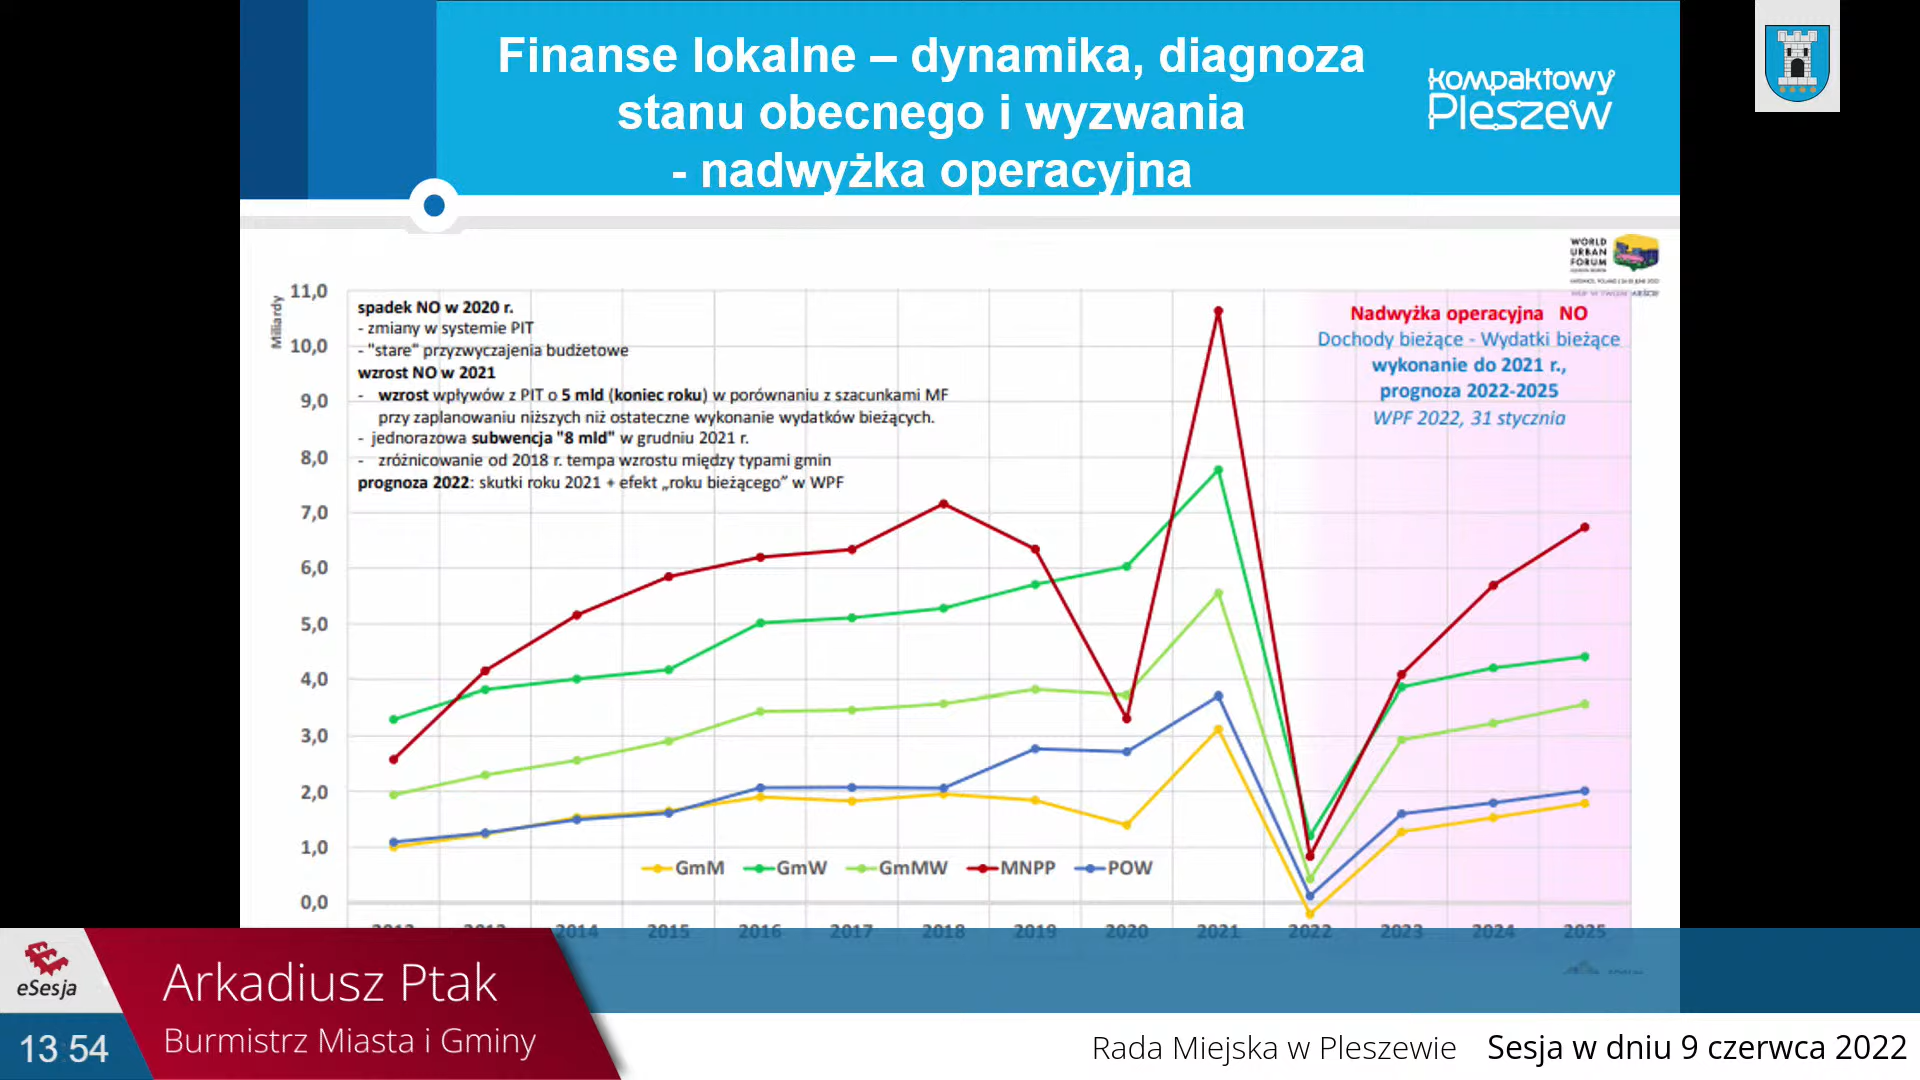 Finanse lokalne – dynamika, diagnoza
stanu obecnego i wyzwania
- nadwyżka operacyjna
kompaktowy
Pleszew
WORLD
URBAN
FORUM
Miliardy
11,0
10,0
9,0
8,0
7,0
6,0
5,0
4,0
3,0
2,0
1,0
0,0
spadek NO w 2020 r.
- zmiany w systemie PIT
- "stare" przyzwyczajenia budżetowe
wzrost NO w 2021
- wzrost wpływów z PIT o 5 mld (koniec roku) w porównaniu z szacunkami MF
przy zaplanowaniu niższych niż ostateczne wykonanie wydatków bieżących.
- jednorazowa subwencja "8 mld" w grudniu 2021 r.
- zróżnicowanie od 2018 r. tempa wzrostu między typami gmin
prognoza 2022: skutki roku 2021 + efekt „roku bieżącego” w WPF
Nadwyżka operacyjna NO
Dochody bieżące - Wydatki bieżące
wykonanie do 2021 r.,
prognoza 2022-2025
WPF 2022, 31 stycznia
GmM GmW GmMW MNPP POW
2012 2013 2014 2015 2016 2017 2018 2019 2020 2021 2022 2023 2024 2025
eSesja
13:54
Arkadiusz Ptak
Burmistrz Miasta i Gminy
Rada Miejska w Pleszewie Sesja w dniu 9 czerwca 2022